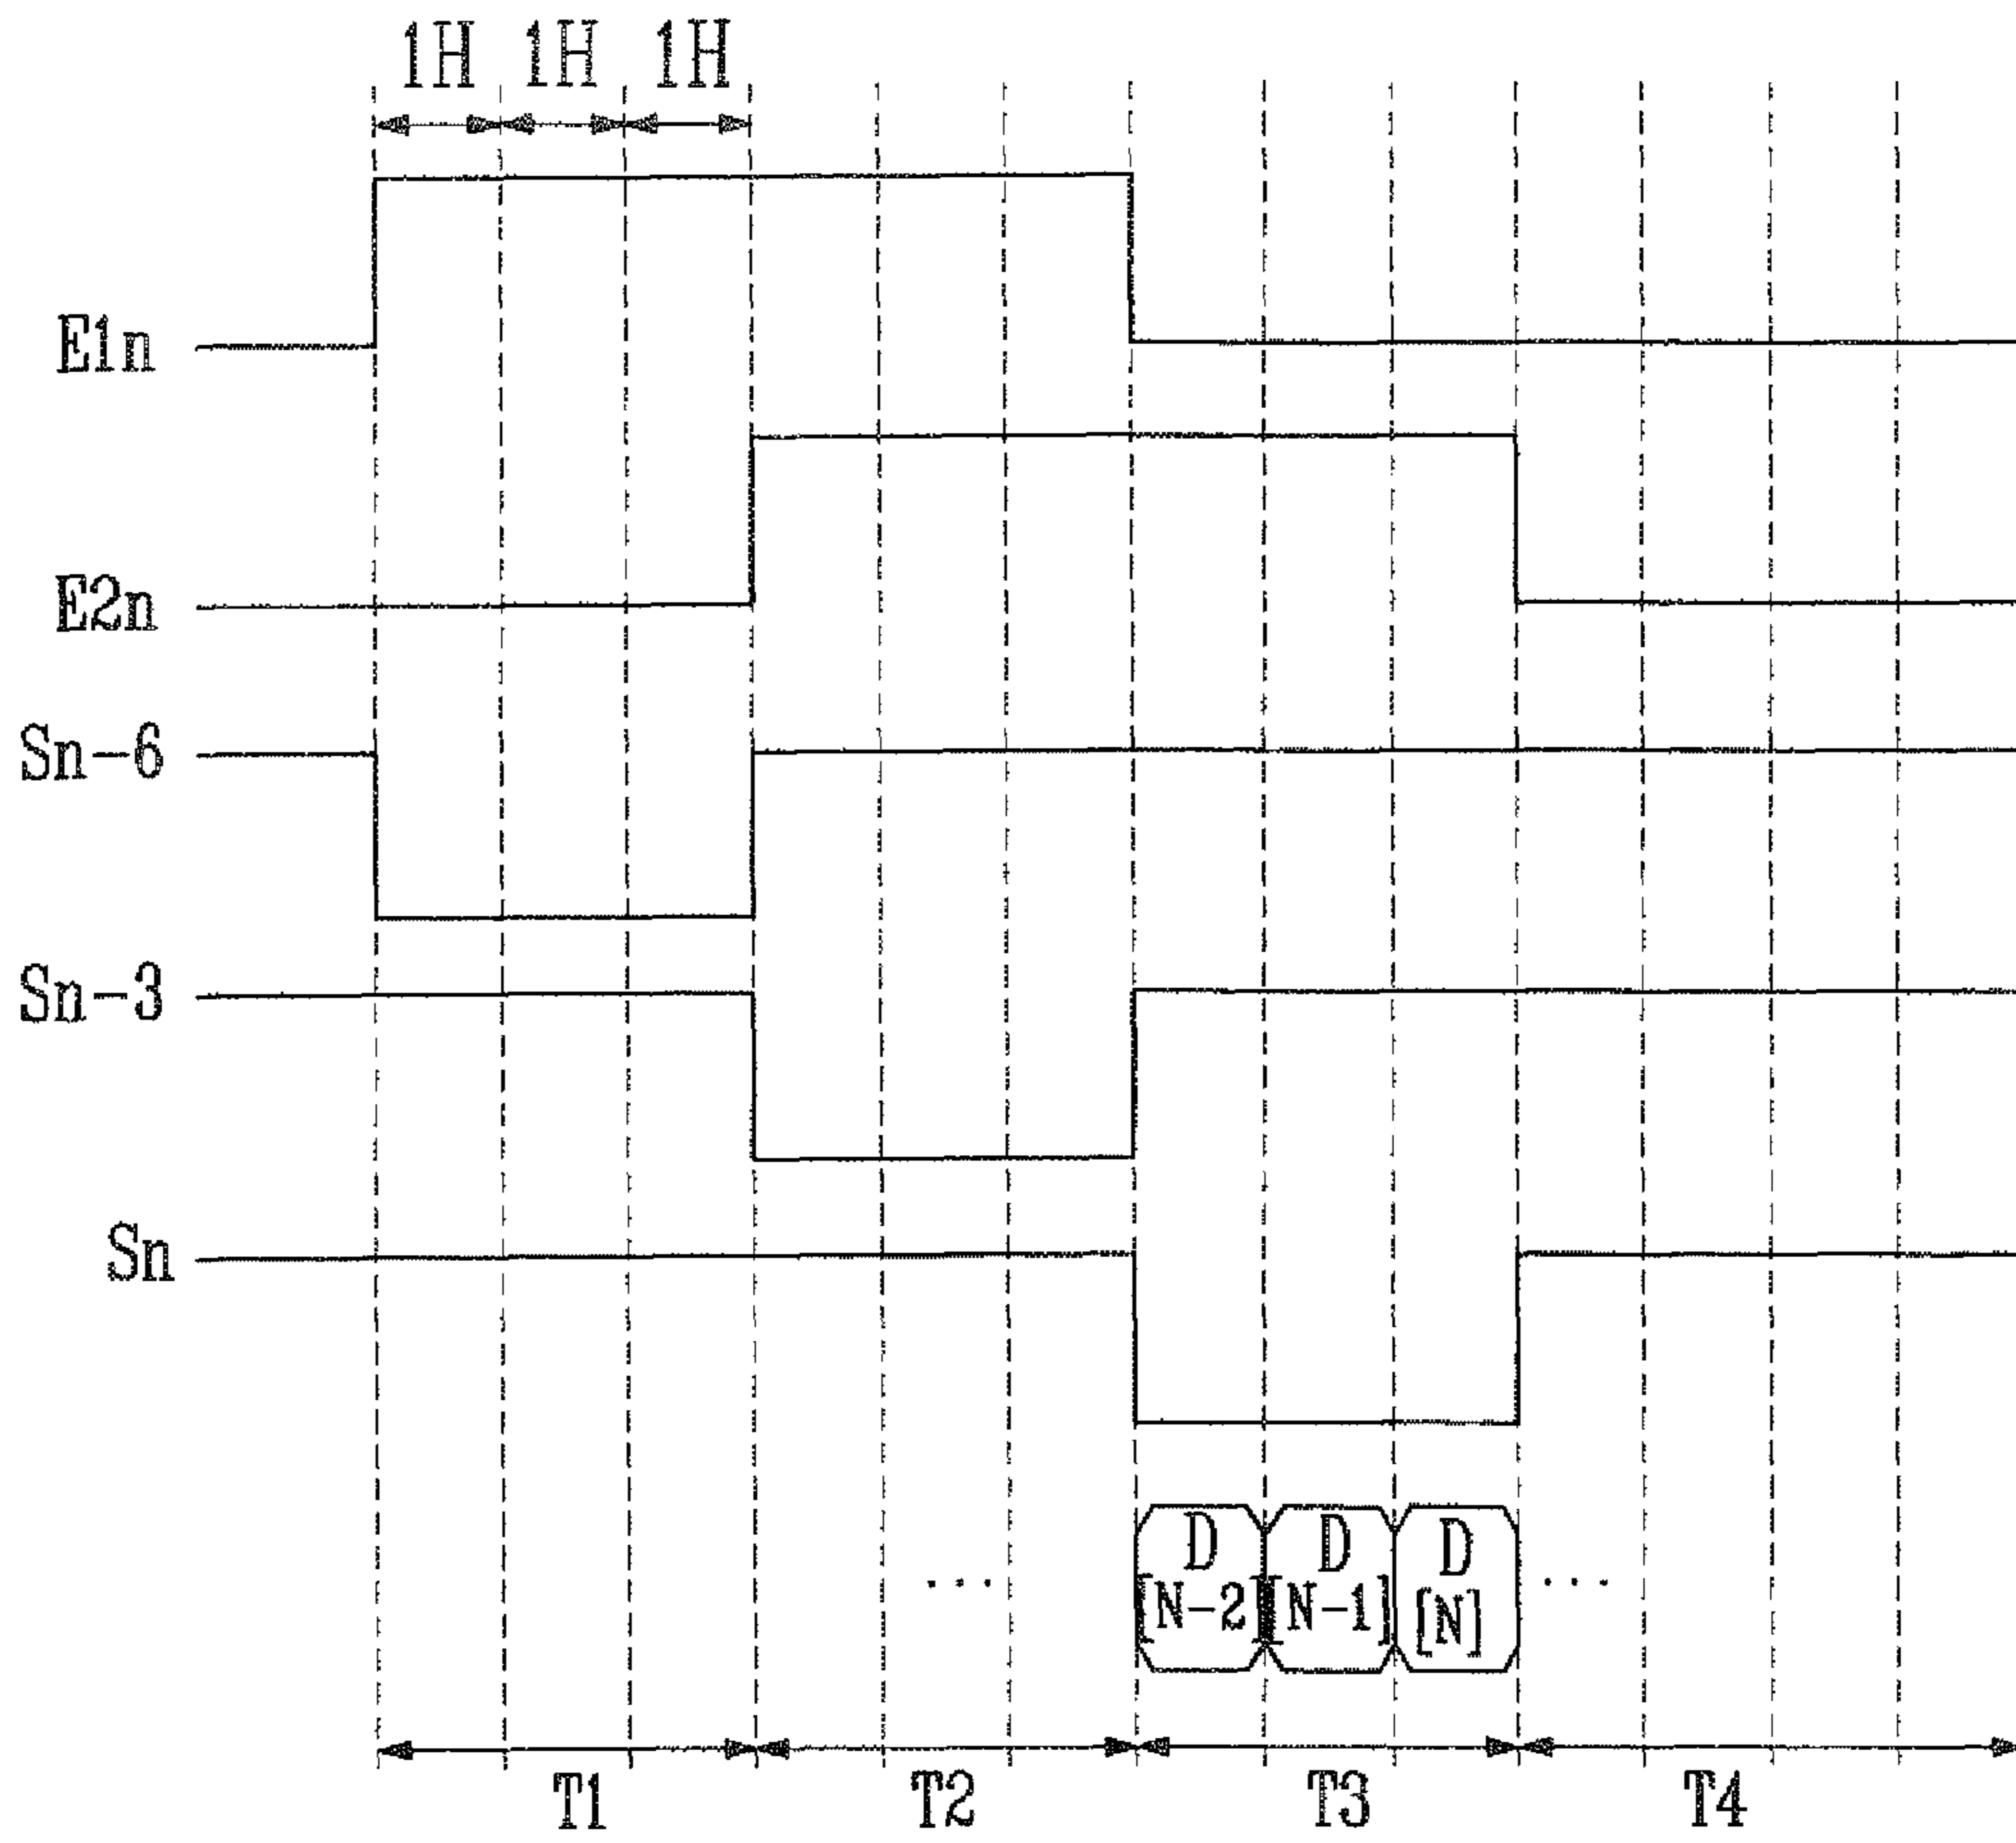 1H 1H 1H
E1n
E2n
Sn-6
Sn-3
Sn
D D D
[N-2] [N-1] [N]
... ...
T1 T2 T3 T4